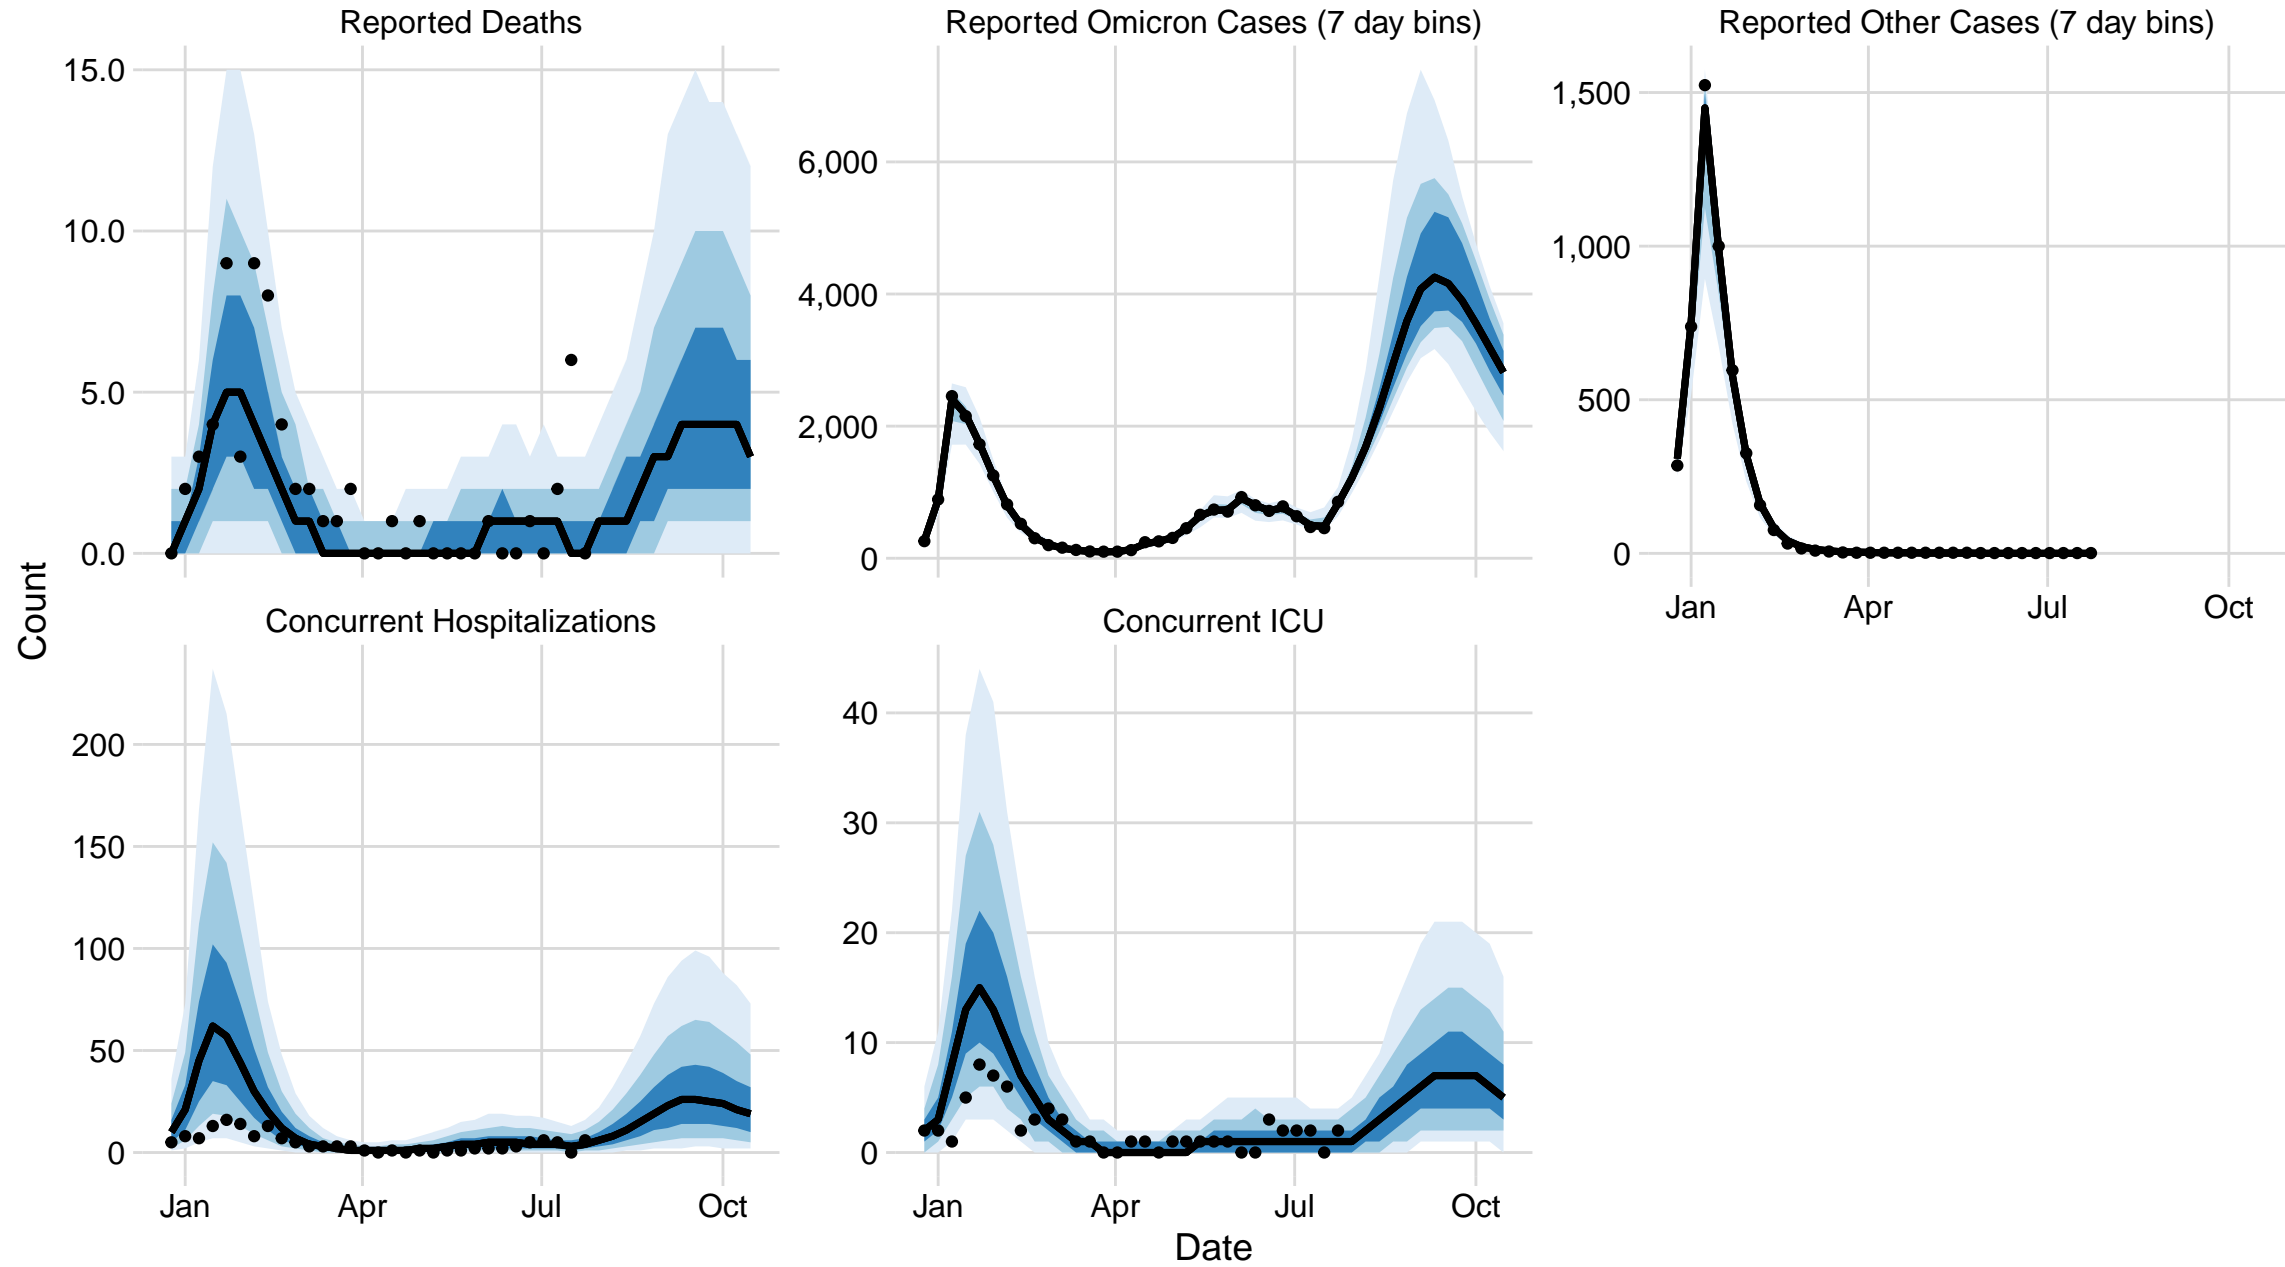 Reported Deaths
15.0
10.0
5.0
0.0
Reported Omicron Cases (7 day bins)
6,000
4,000
2,000
0
Reported Other Cases (7 day bins)
1,500
1,000
500
0
Jan Apr Jul Oct
Count
Concurrent Hospitalizations
200
150
100
50
0
Jan Apr Jul Oct
Concurrent ICU
40
30
20
10
0
Jan Apr Jul Oct
Date